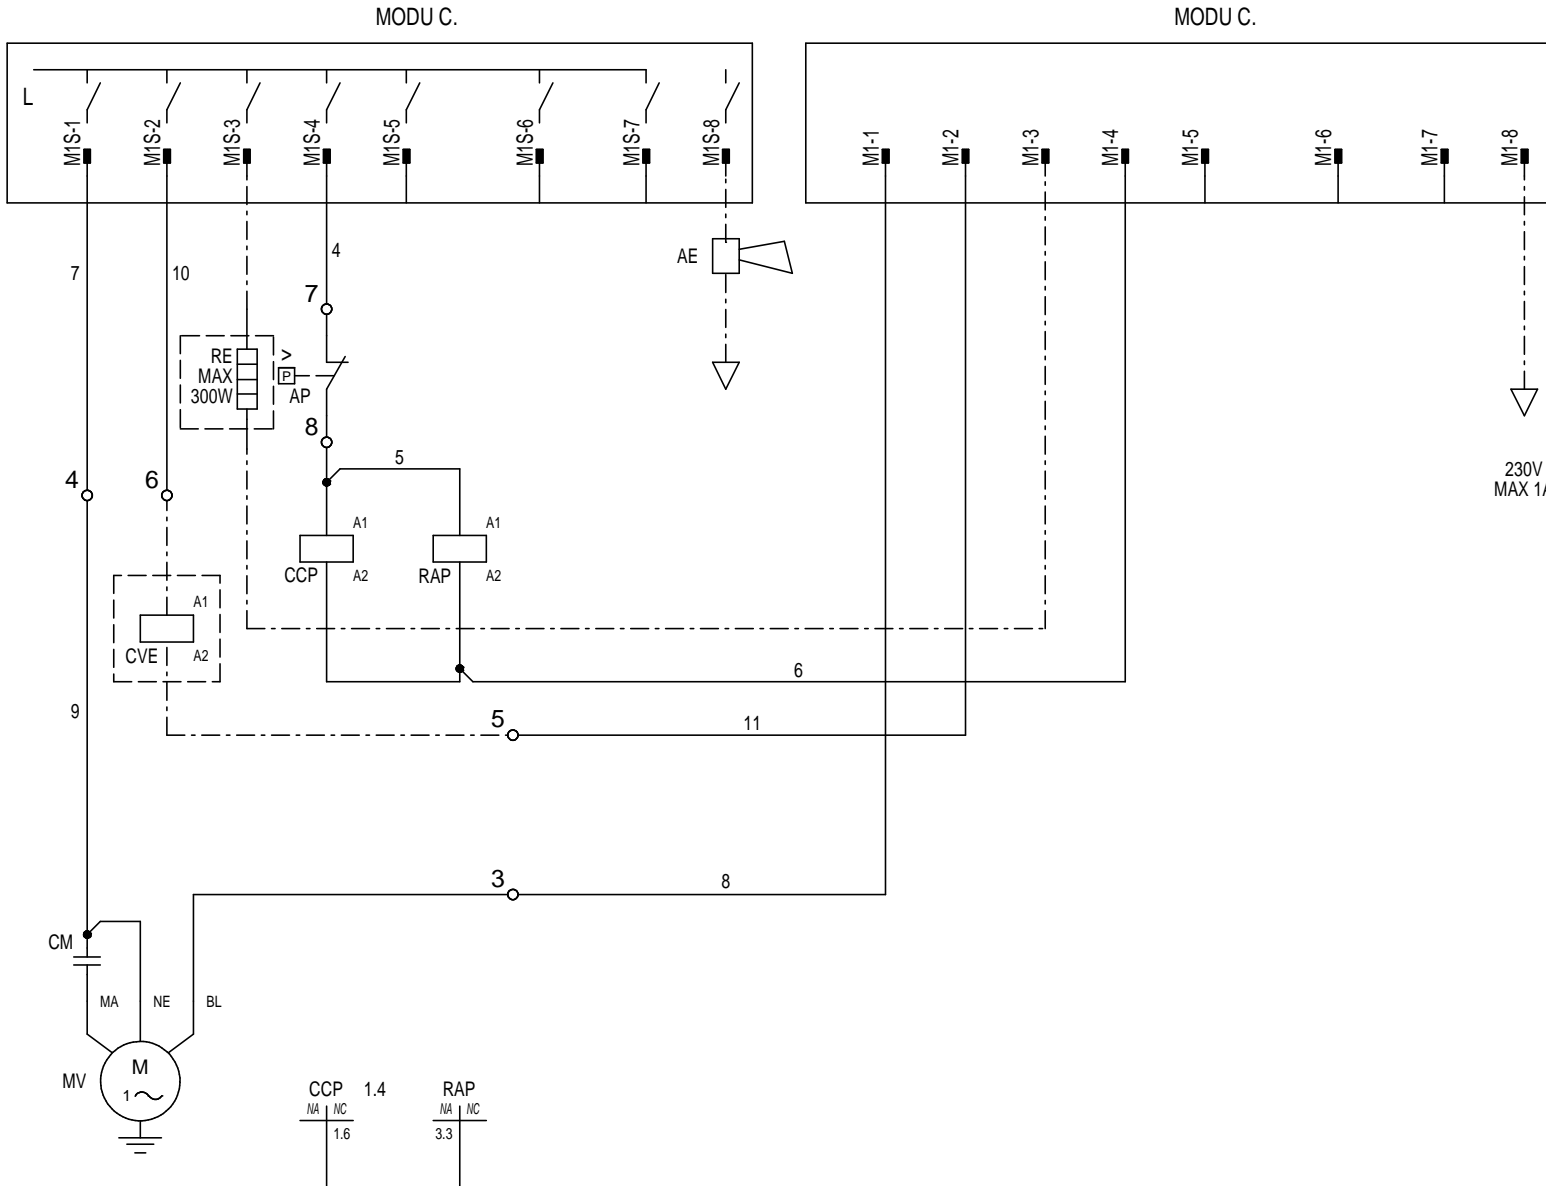 MODU C.
MODU C.
L
M1S-1
M1S-2
M1S-3
M1S-4
M1S-5
M1S-6
M1S-7
M1S-8
M1-1
M1-2
M1-3
M1-4
M1-5
M1-6
M1-7
M1-8
7
10
4
AE
7
RE
MAX
300W
>
P
AP
8
5
4
6
230V
MAX 1A
A1
A1
CCP
A2
RAP
A2
A1
CVE
A2
6
9
5
11
3
8
CM
MA
NE
BL
MV
M
1
CCP 1.4
RAP
NA NC
NA NC
1.6
3.3